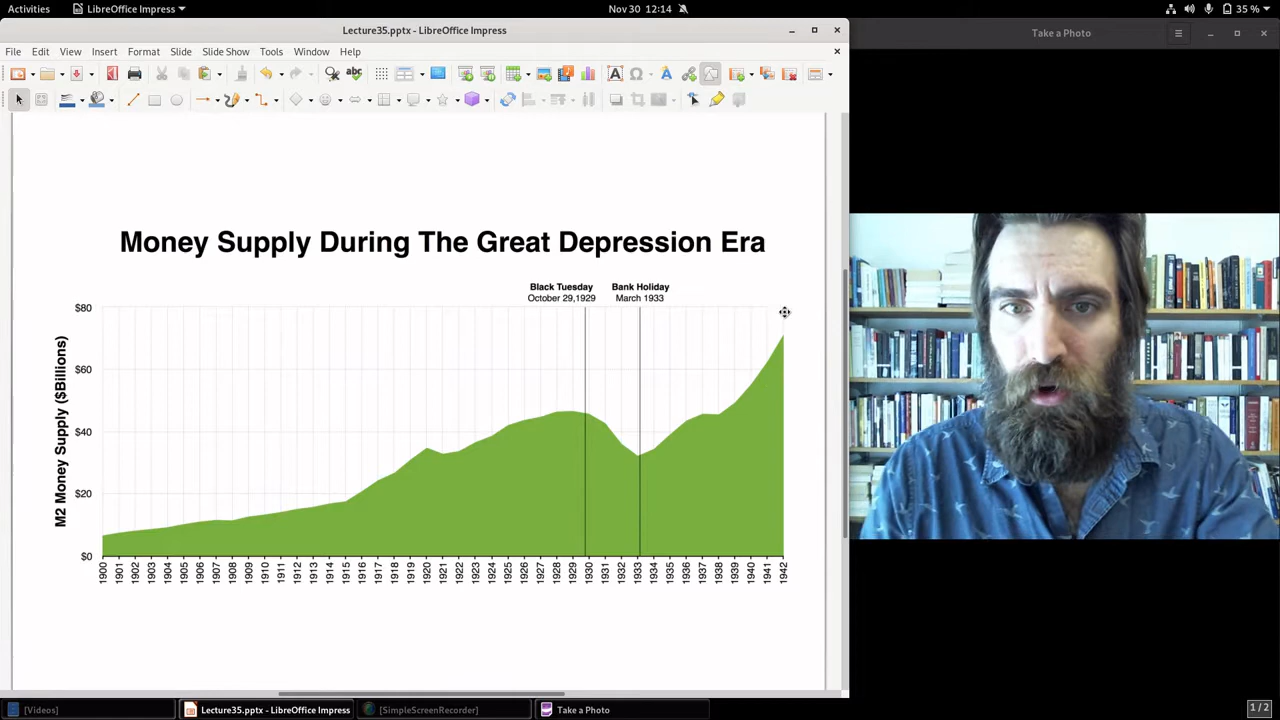 Activities
LibreOffice Impress
Nov 30 12:14
35 %
Lecture35.pptx - LibreOffice Impress
Take a Photo
File Edit View Insert Format Slide Slide Show Tools Window Help
Money Supply During The Great Depression Era
Black Tuesday
October 29,1929
Bank Holiday
March 1933
M2 Money Supply ($Billions)
$80
$60
$40
$20
$0
1900 1901 1902 1903 1904 1905 1906 1907 1908 1909 1910 1911 1912 1913 1914 1915 1916 1917 1918 1919 1920 1921 1922 1923 1924 1925 1926 1927 1928 1929 1930 1931 1932 1933 1934 1935 1936 1937 1938 1939 1940 1941 1942
[Videos]
Lecture35.pptx - LibreOffice Impress
[SimpleScreenRecorder]
Take a Photo
1/2